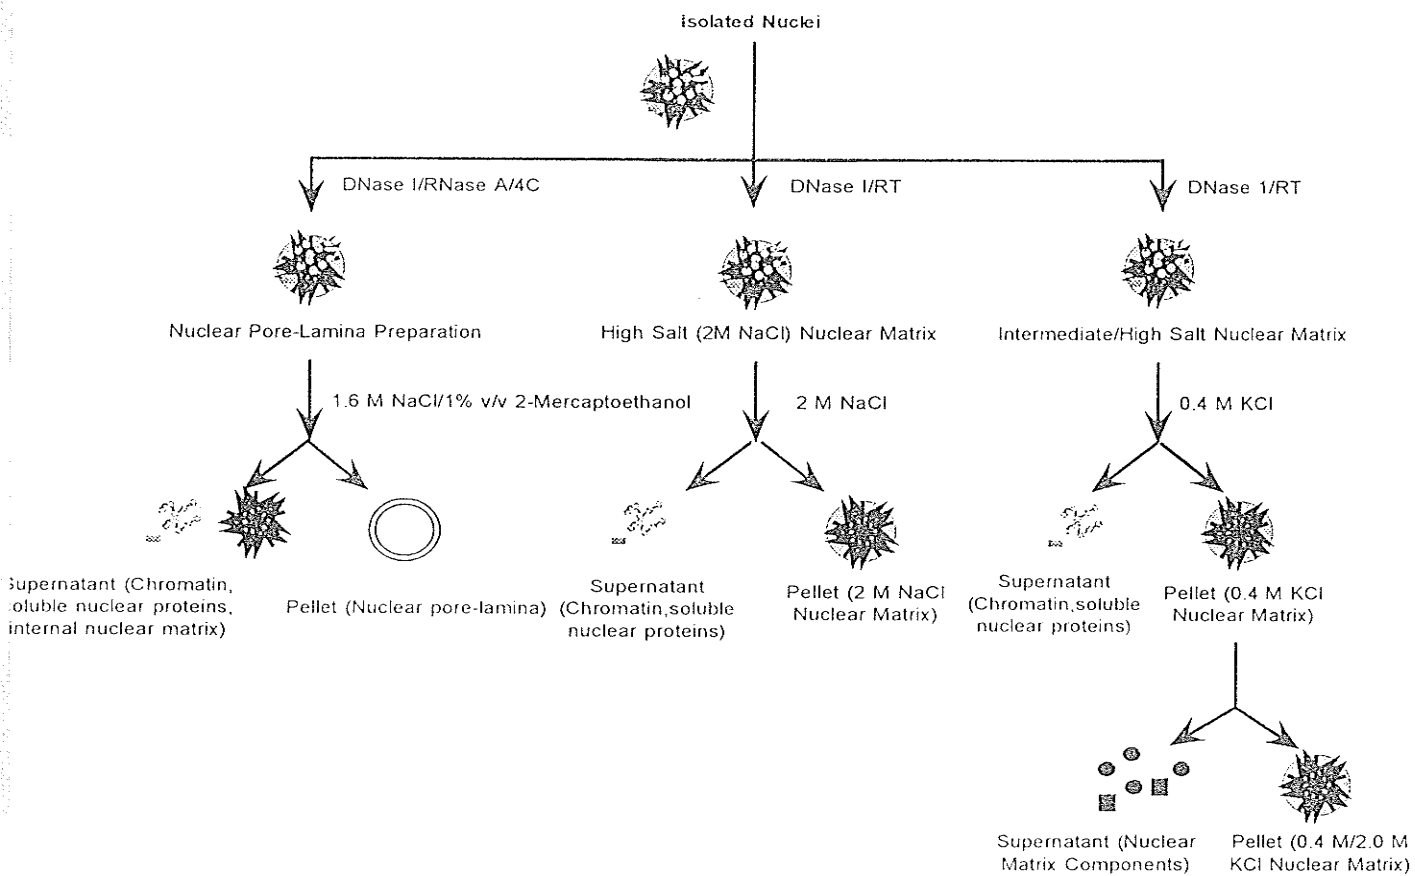 Isolated Nuclei
DNase I/RNase A/4C
DNase I/RT
DNase 1/RT
Nuclear Pore-Lamina Preparation
High Salt (2M NaCl) Nuclear Matrix
Intermediate/High Salt Nuclear Matrix
1.6 M NaCl/1% v/v 2-Mercaptoethanol
2 M NaCl
0.4 M KCl
Supernatant (Chromatin,
soluble nuclear proteins,
internal nuclear matrix)
Pellet (Nuclear pore-lamina)
Supernatant
(Chromatin,soluble
nuclear proteins)
Pellet (2 M NaCl
Nuclear Matrix)
Supernatant
(Chromatin,soluble
nuclear proteins)
Pellet (0.4 M KCl
Nuclear Matrix)
Supernatant (Nuclear
Matrix Components)
Pellet (0.4 M/2.0 M
KCl Nuclear Matrix)